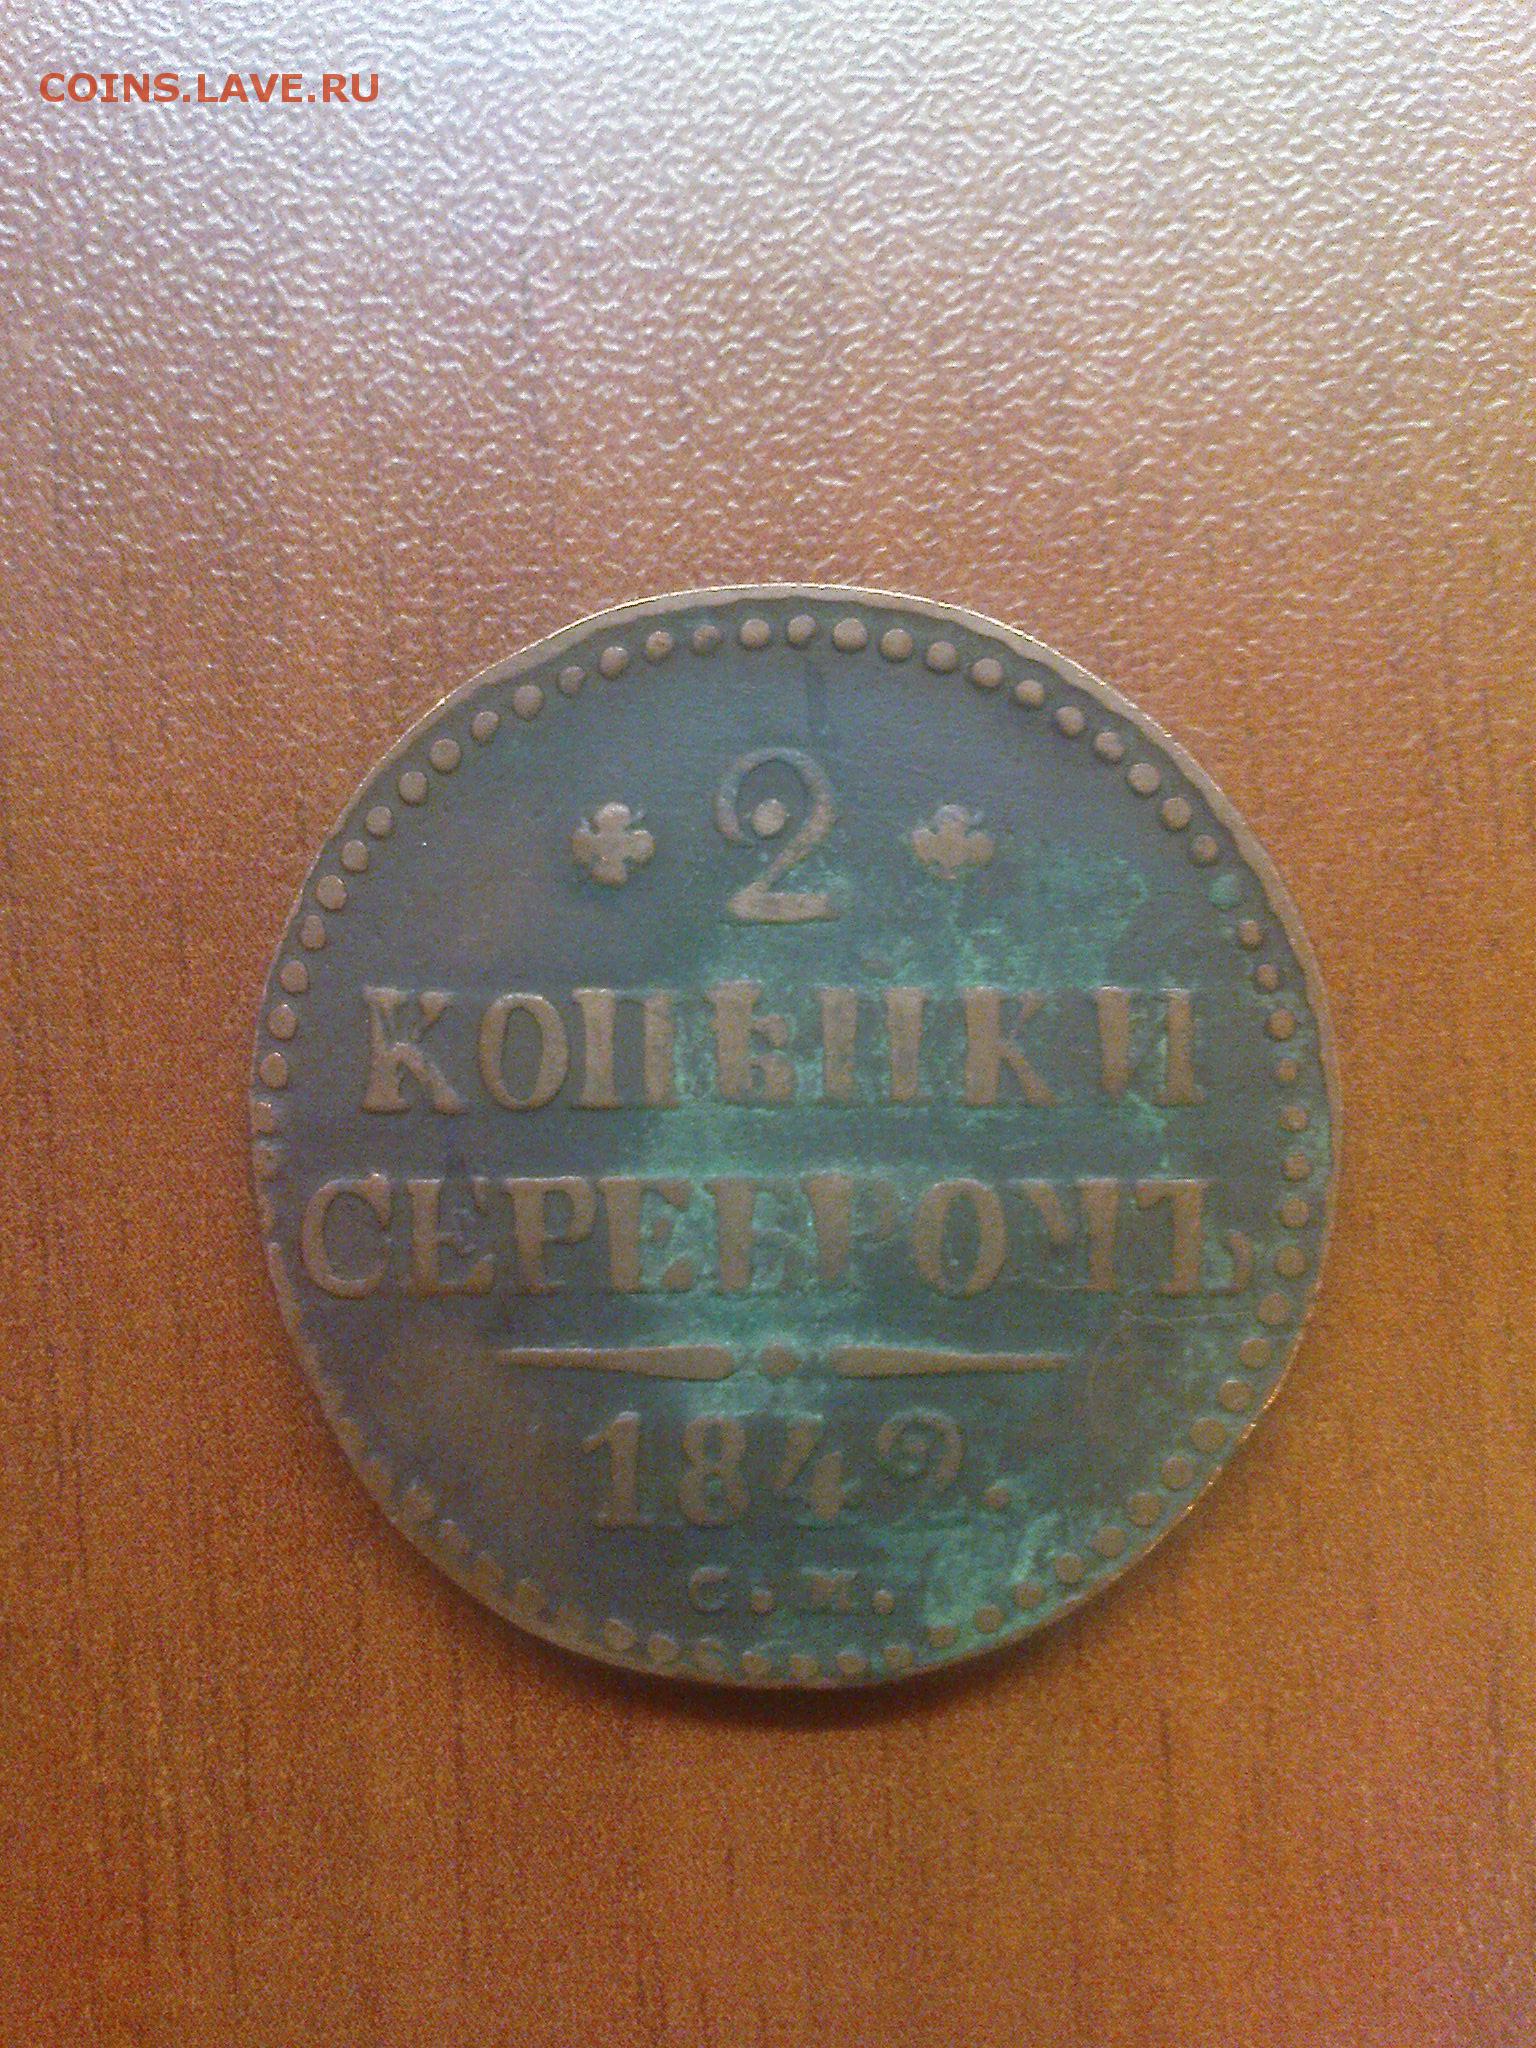 COINS.LAVE.RU
2
КОПѢЙКИ
СЕРЕБРОМЪ
1842.
С. М.